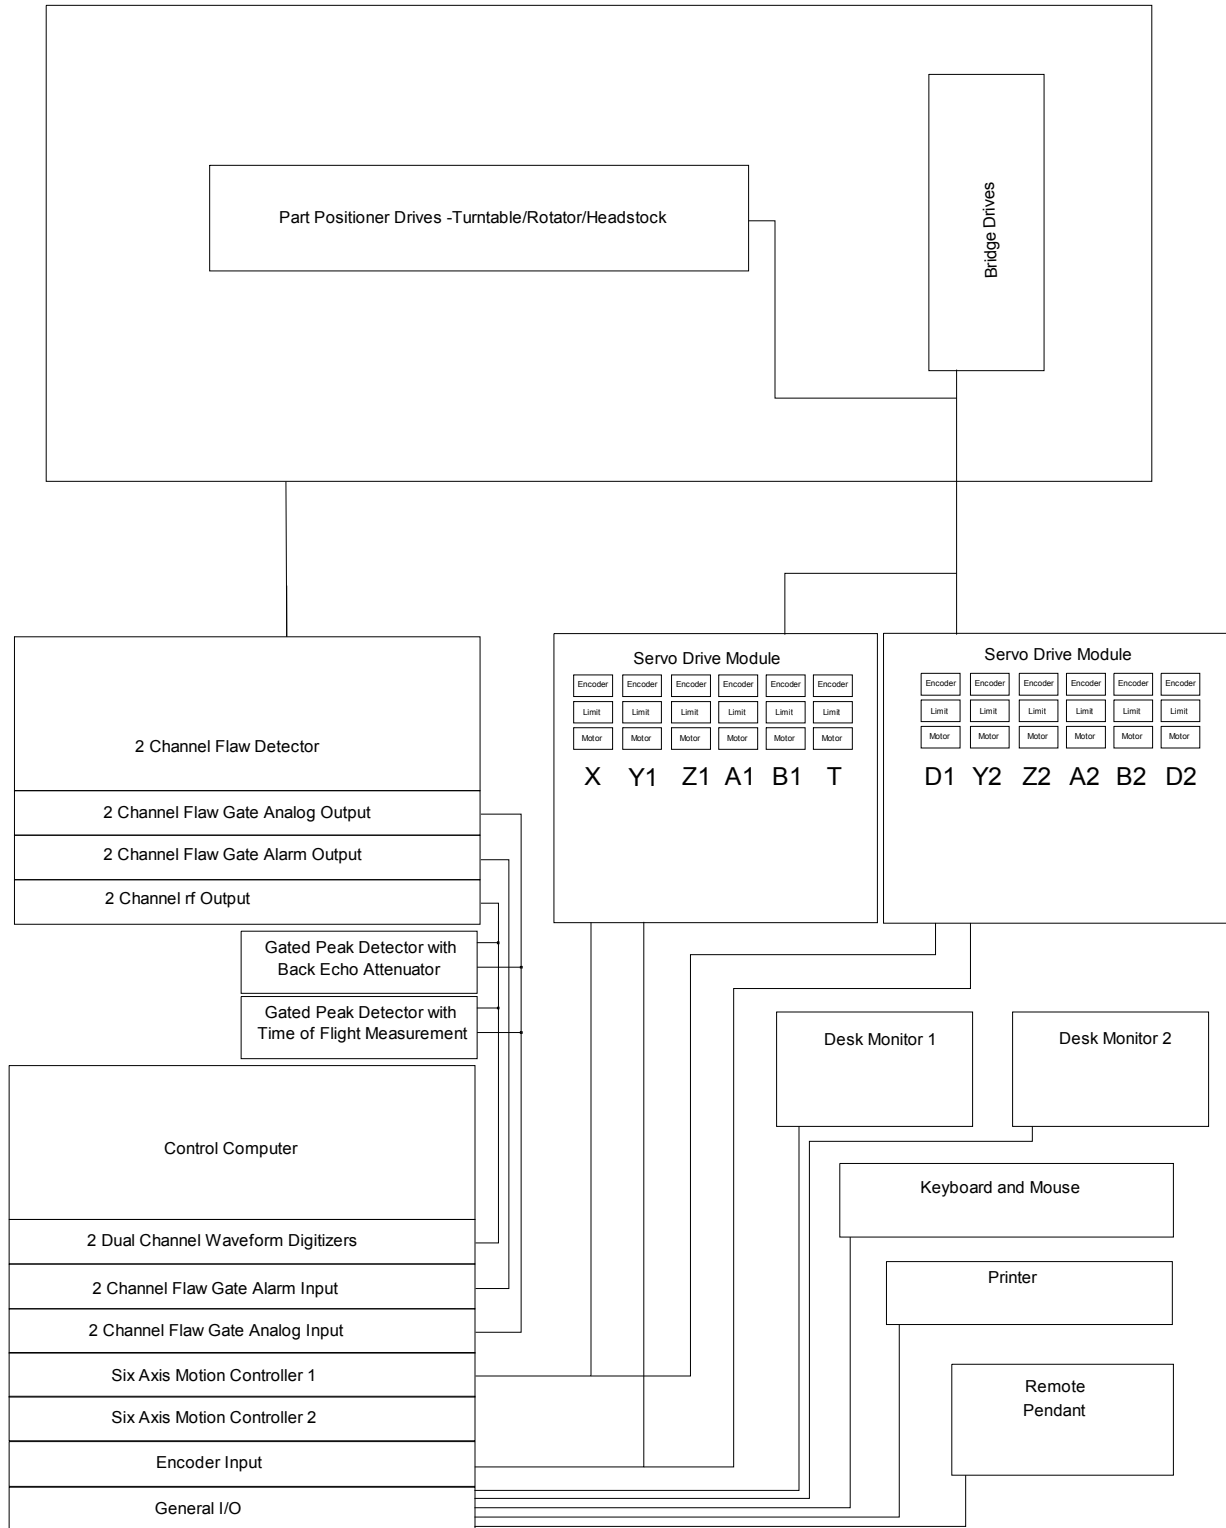 Part Positioner Drives -Turntable/Rotator/Headstock
Bridge Drives
2 Channel Flaw Detector
2 Channel Flaw Gate Analog Output
2 Channel Flaw Gate Alarm Output
2 Channel rf Output
Gated Peak Detector with
Back Echo Attenuator
Gated Peak Detector with
Time of Flight Measurement
Servo Drive Module
Encoder Encoder Encoder Encoder Encoder Encoder
Limit Limit Limit Limit Limit Limit
Motor Motor Motor Motor Motor Motor
X Y1 Z1 A1 B1 T
Servo Drive Module
Encoder Encoder Encoder Encoder Encoder Encoder
Limit Limit Limit Limit Limit Limit
Motor Motor Motor Motor Motor Motor
D1 Y2 Z2 A2 B2 D2
Control Computer
2 Dual Channel Waveform Digitizers
2 Channel Flaw Gate Alarm Input
2 Channel Flaw Gate Analog Input
Six Axis Motion Controller 1
Six Axis Motion Controller 2
Encoder Input
General I/O
Desk Monitor 1
Desk Monitor 2
Keyboard and Mouse
Printer
Remote
Pendant